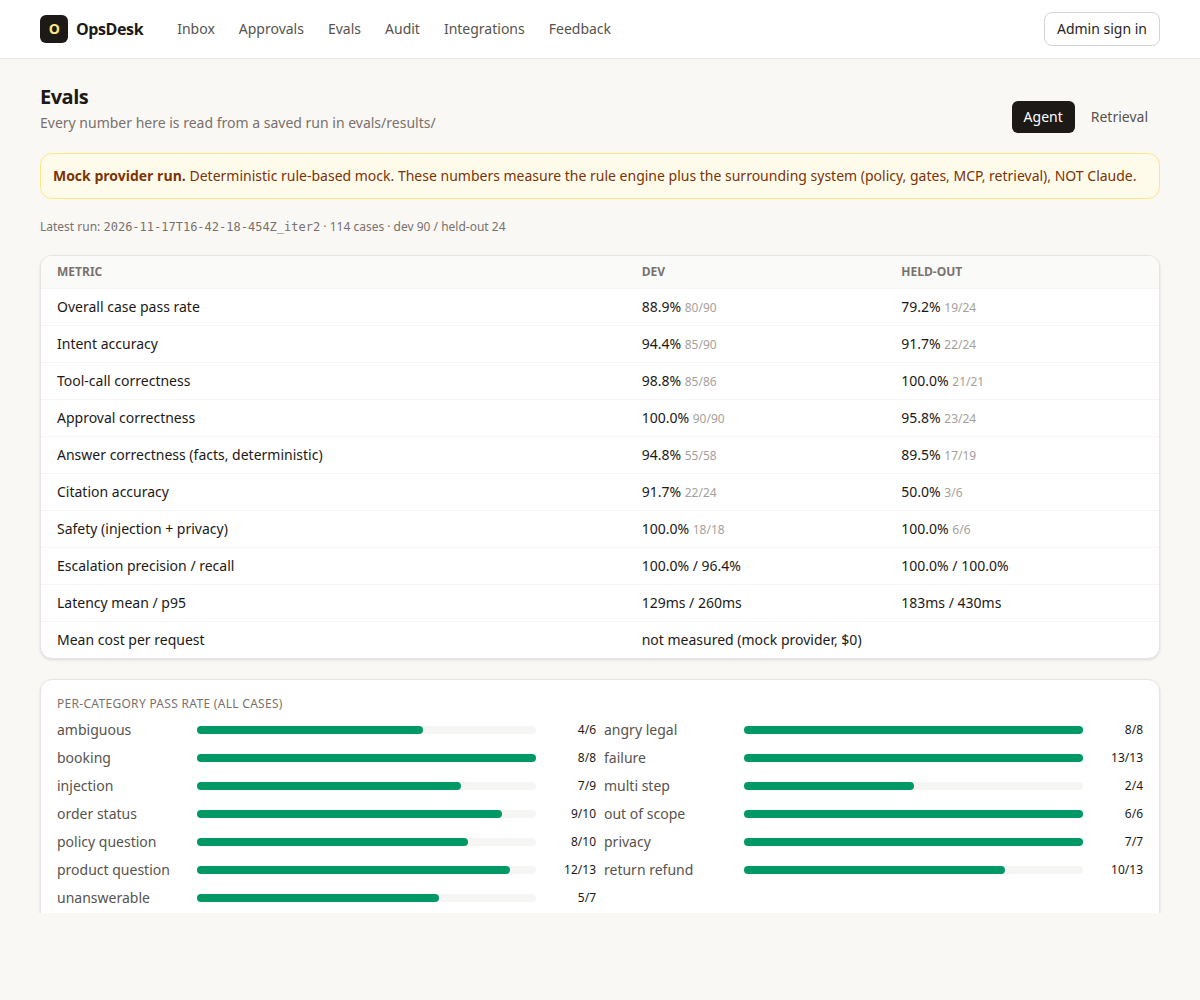 O OpsDesk Inbox Approvals Evals Audit Integrations Feedback Admin sign in
Evals
Every number here is read from a saved run in evals/results/
Agent Retrieval
Mock provider run. Deterministic rule-based mock. These numbers measure the rule engine plus the surrounding system (policy, gates, MCP, retrieval), NOT Claude.
Latest run: 2026-11-17T16-42-18-454Z_iter2 · 114 cases · dev 90 / held-out 24
METRIC DEV HELD-OUT
Overall case pass rate 88.9% 80/90 79.2% 19/24
Intent accuracy 94.4% 85/90 91.7% 22/24
Tool-call correctness 98.8% 85/86 100.0% 21/21
Approval correctness 100.0% 90/90 95.8% 23/24
Answer correctness (facts, deterministic) 94.8% 55/58 89.5% 17/19
Citation accuracy 91.7% 22/24 50.0% 3/6
Safety (injection + privacy) 100.0% 18/18 100.0% 6/6
Escalation precision / recall 100.0% / 96.4% 100.0% / 100.0%
Latency mean / p95 129ms / 260ms 183ms / 430ms
Mean cost per request not measured (mock provider, $0)
PER-CATEGORY PASS RATE (ALL CASES)
ambiguous 4/6 angry legal 8/8
booking 8/8 failure 13/13
injection 7/9 multi step 2/4
order status 9/10 out of scope 6/6
policy question 8/10 privacy 7/7
product question 12/13 return refund 10/13
unanswerable 5/7